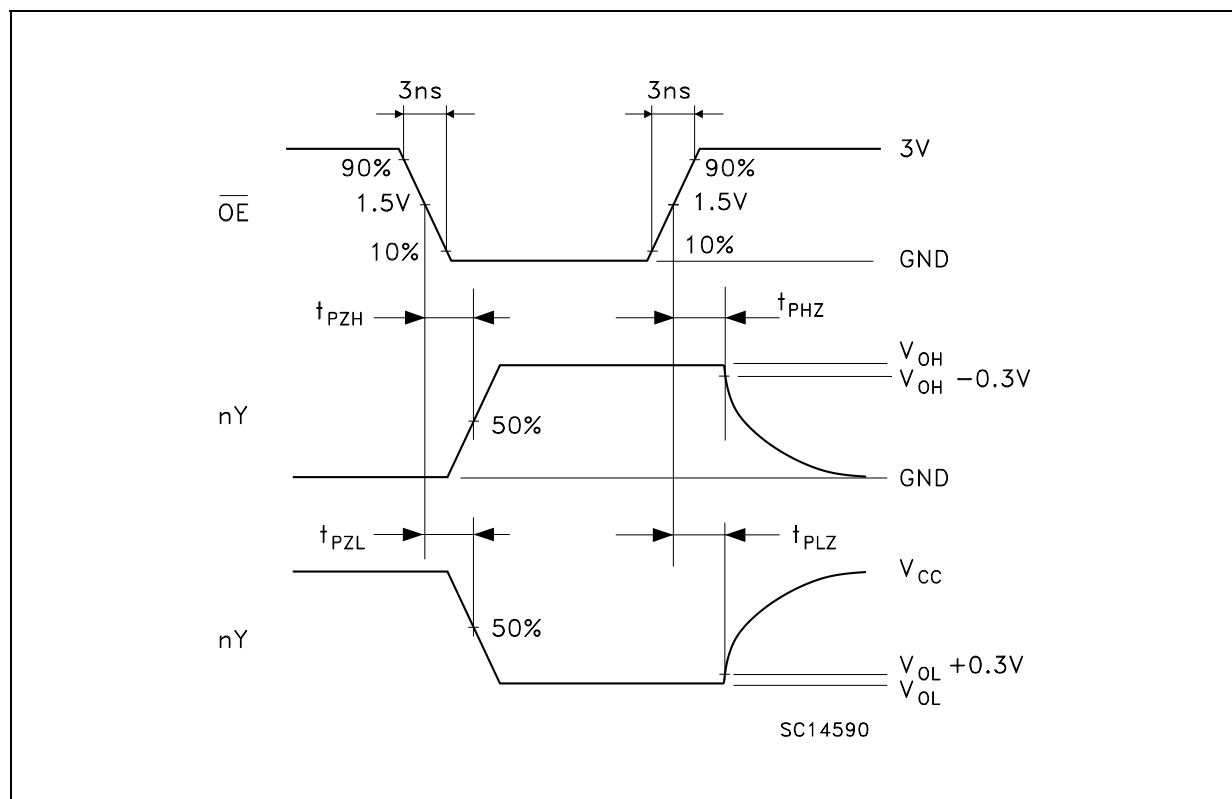 3ns 3ns
3V
90% 90%
1.5V 1.5V
OE
10% 10%
GND
tPZH tPHZ
VOH
VOH −0.3V
nY
50%
GND
tPZL tPLZ
VCC
50%
nY
VOL +0.3V
VOL
SC14590